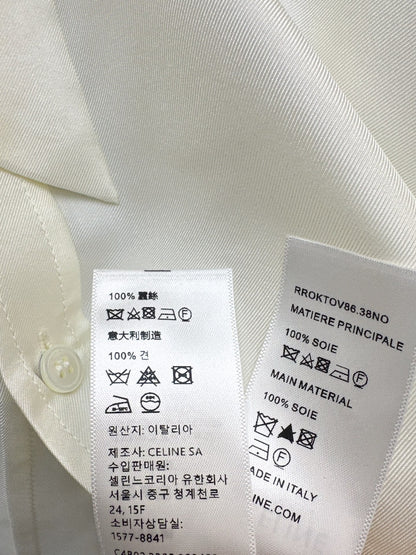 100% 蠶絲
意大利制造
100% 견
원산지: 이탈리아
제조사: CELINE SA
수입판매원:
셀린느코리아 유한회사
서울시 중구 청계천로
24, 15F
소비자상담실:
1577-8841
RROKTOV86.38NO
MATIERE PRINCIPALE
100% SOIE
MAIN MATERIAL
100% SOIE
MADE IN ITALY
INE.COM